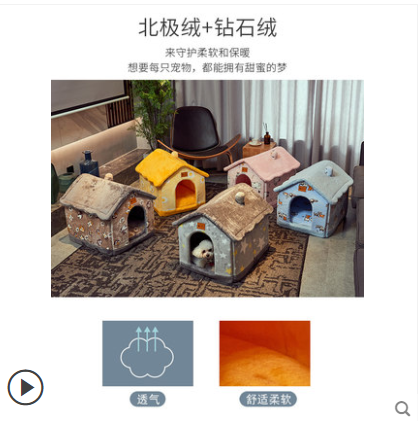 北极绒+钻石绒
来守护柔软和保暖
想要每只宠物，都能拥有甜蜜的梦
透气
舒适柔软